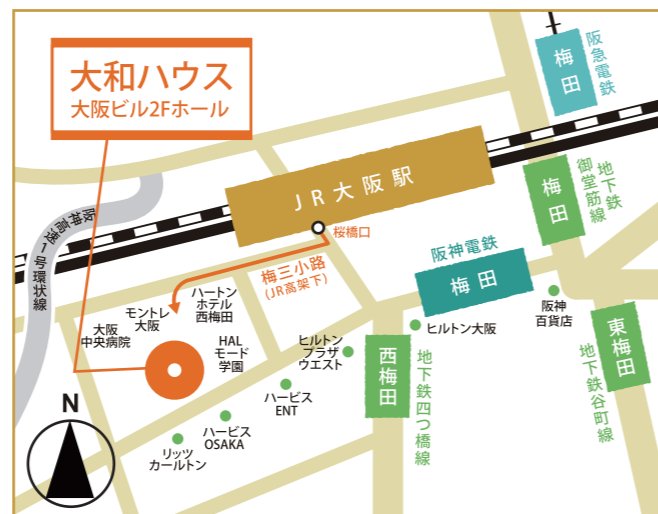 大和ハウス
大阪ビル2Fホール
阪急電鉄
梅田
JR大阪駅
梅田
地下鉄
御堂筋線
桜橋口
阪神高速1号環状線
梅三小路
(JR高架下)
阪神電鉄
梅田
ハートン
ホテル
西梅田
モントレ
大阪
大阪
中央病院
HAL
モード
学園
ヒルトン
プラザ
ウエスト
ヒルトン大阪
阪神
百貨店
西梅田
地下鉄四つ橋線
東梅田
地下鉄谷町線
ハービス
ENT
ハービス
OSAKA
リッツ
カールトン
N